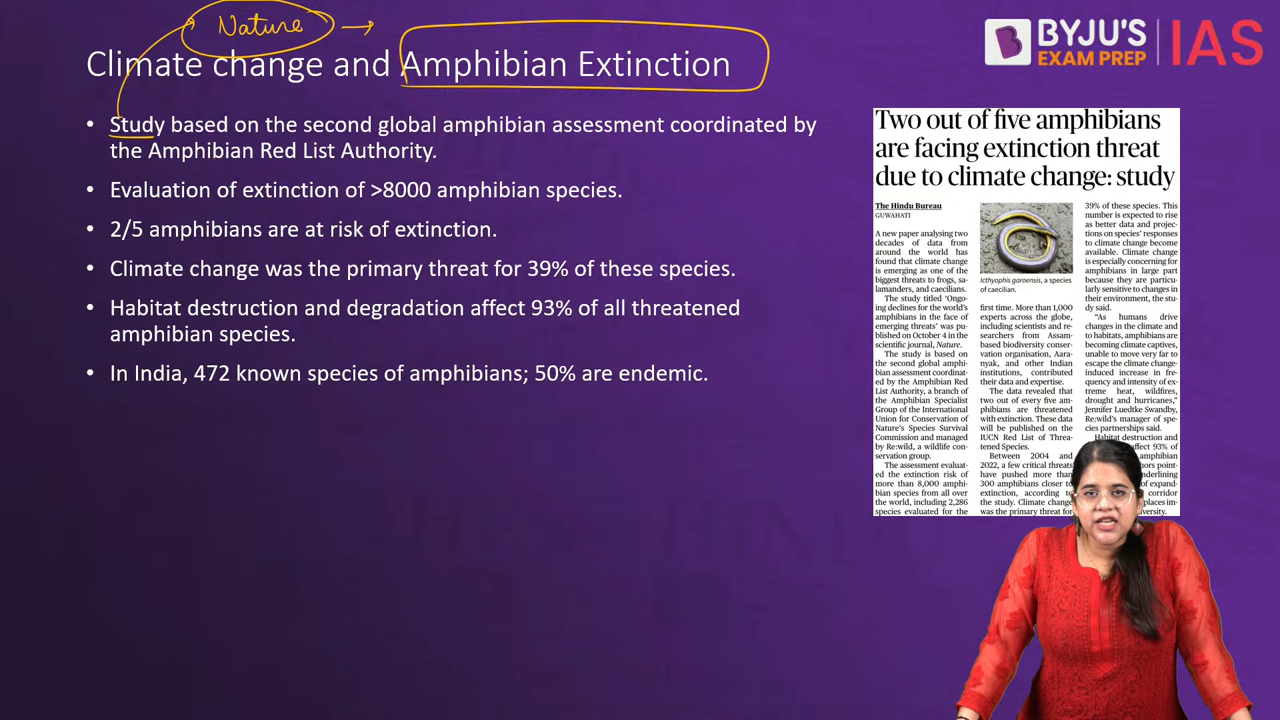 Nature
Climate change and Amphibian Extinction
BYJU'S
EXAM PREP
IAS
• Study based on the second global amphibian assessment coordinated by
the Amphibian Red List Authority.
• Evaluation of extinction of >8000 amphibian species.
• 2/5 amphibians are at risk of extinction.
• Climate change was the primary threat for 39% of these species.
• Habitat destruction and degradation affect 93% of all threatened
amphibian species.
• In India, 472 known species of amphibians; 50% are endemic.
Two out of five amphibians
are facing extinction threat
due to climate change: study
The Hindu Bureau
GUWAHATI
A new paper analysing two
decades of data from
around the world has
found that climate change
is emerging as one of the
biggest threats to frogs, sa-
lamanders, and caecilians.
The study titled 'Ongo-
ing declines for the world's
amphibians in the face of
emerging threats' was pu-
blished on October 4 in the
scientific journal, Nature.
The study is based on
the second global amphi-
bian assessment coordinat-
ed by the Amphibian Red
List Authority, a branch of
the Amphibian Specialist
Group of the International
Union for Conservation of
Nature's Species Survival
Commission and managed
by Re:wild, a wildlife con-
servation group.
The assessment evaluat-
ed the extinction risk of
more than 8,000 amphi-
bian species from all over
the world, including 2,286
species evaluated for the
Icthyophis garoensis, a species
of caecilian.
first time. More than 1,000
experts across the globe,
including scientists and re-
searchers from Assam-
based biodiversity conser-
vation organisation, Aara-
nyak, and other Indian
institutions, contributed
their data and expertise.
The data revealed that
two out of every five am-
phibians are threatened
with extinction. These data
will be published on the
IUCN Red List of Threa-
tened Species.
Between 2004 and
2022, a few critical threats
have pushed more than
300 amphibians closer to
extinction, according to
the study. Climate change
was the primary threat for
39% of these species. This
number is expected to rise
as better data and projec-
tions on species' responses
to climate change become
available. Climate change
is especially concerning for
amphibians in large part
because they are particu-
larly sensitive to changes in
their environment, the stu-
dy said.
"As humans drive
changes in the climate and
to habitats, amphibians are
becoming climate captives,
unable to move very far to
escape the climate change-
induced increase in fre-
quency and intensity of ex-
treme heat, wildfires,
drought and hurricanes,"
Jennifer Luedtke Swandby,
Re:wild's manager of spe-
cies partnerships said.
Habitat destruction and
93% of
amphibian
point-
of expand-
corridor
places im-